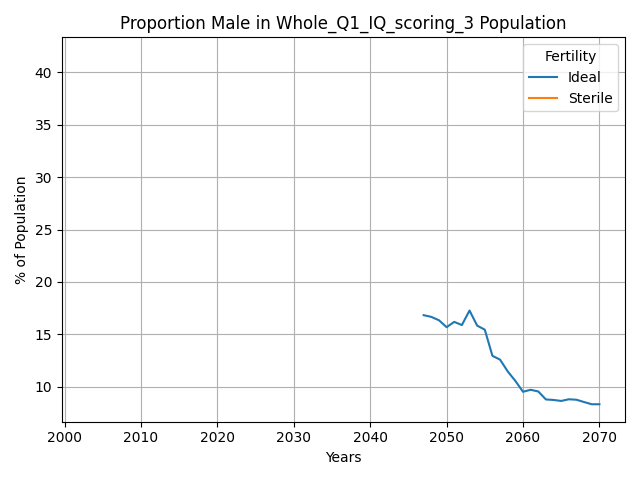 Proportion Male in Whole_Q1_IQ_scoring_3 Population
Fertility
Ideal
Sterile
% of Population
40
35
30
25
20
15
10
2000 2010 2020 2030 2040 2050 2060 2070
Years